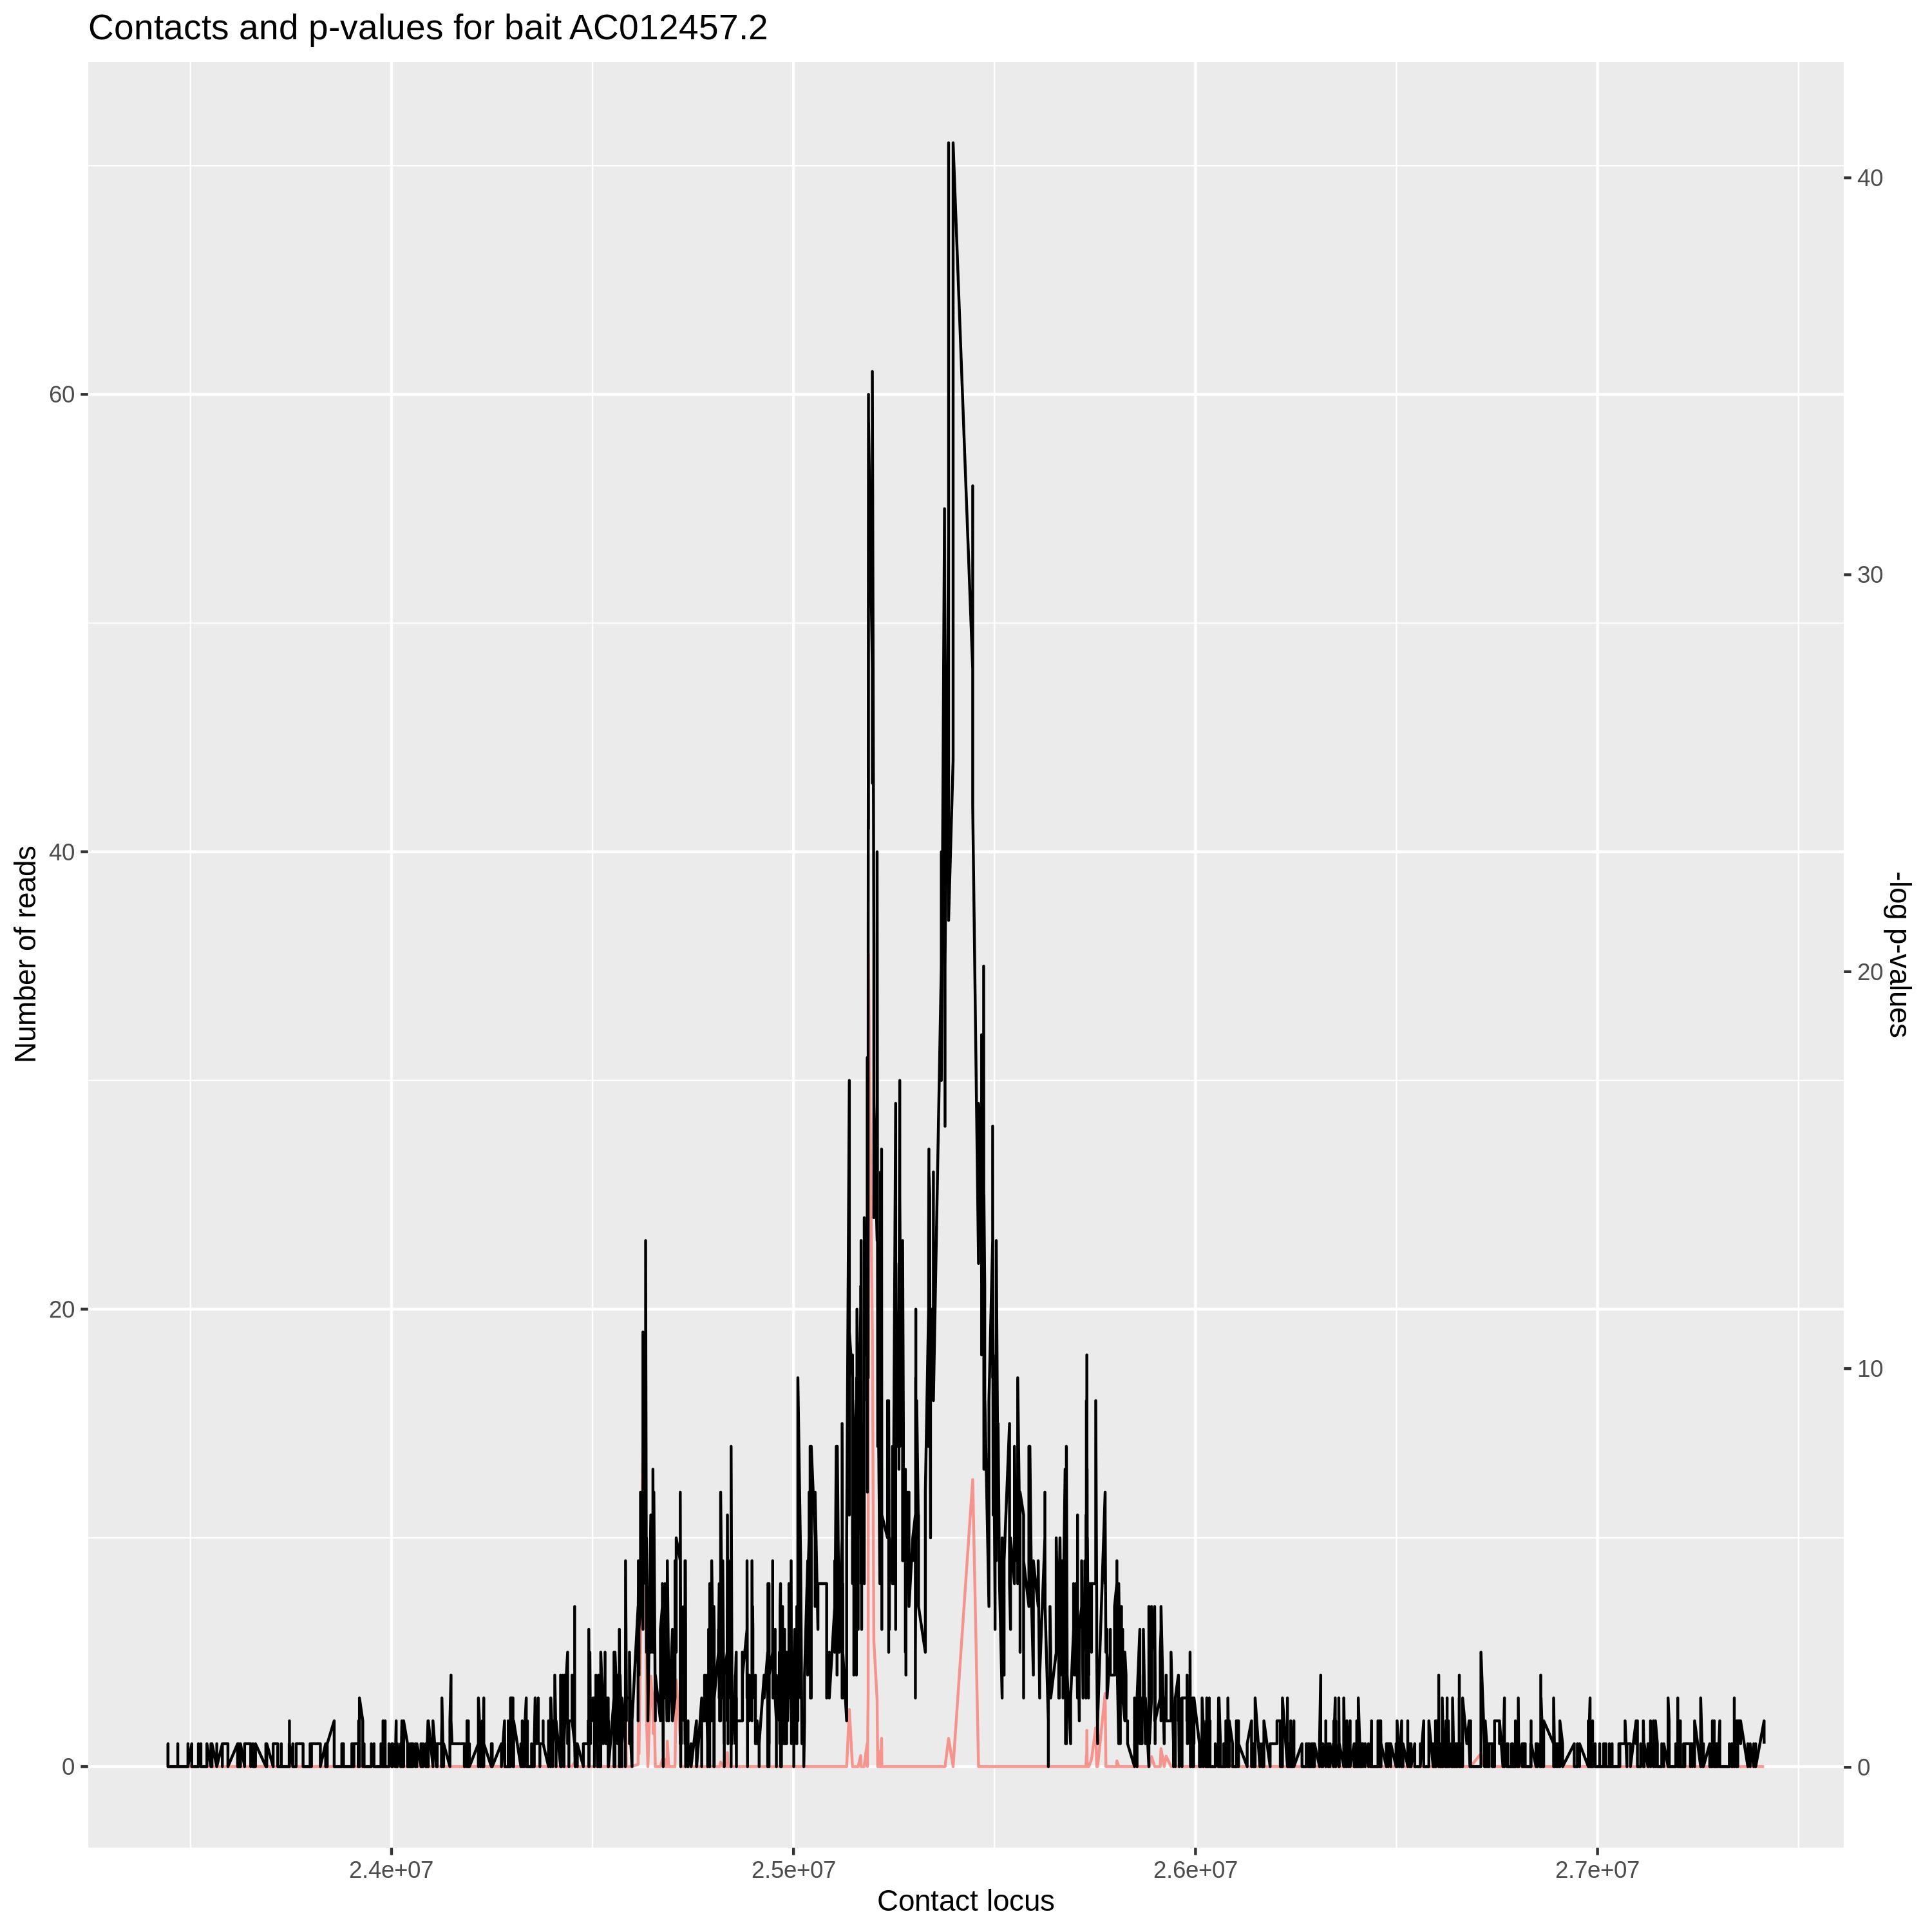 Contacts and p-values for bait AC012457.2
Number of reads
60
40
20
0
40
30
20
10
0
-log p-values
2.4e+07 2.5e+07 2.6e+07 2.7e+07
Contact locus